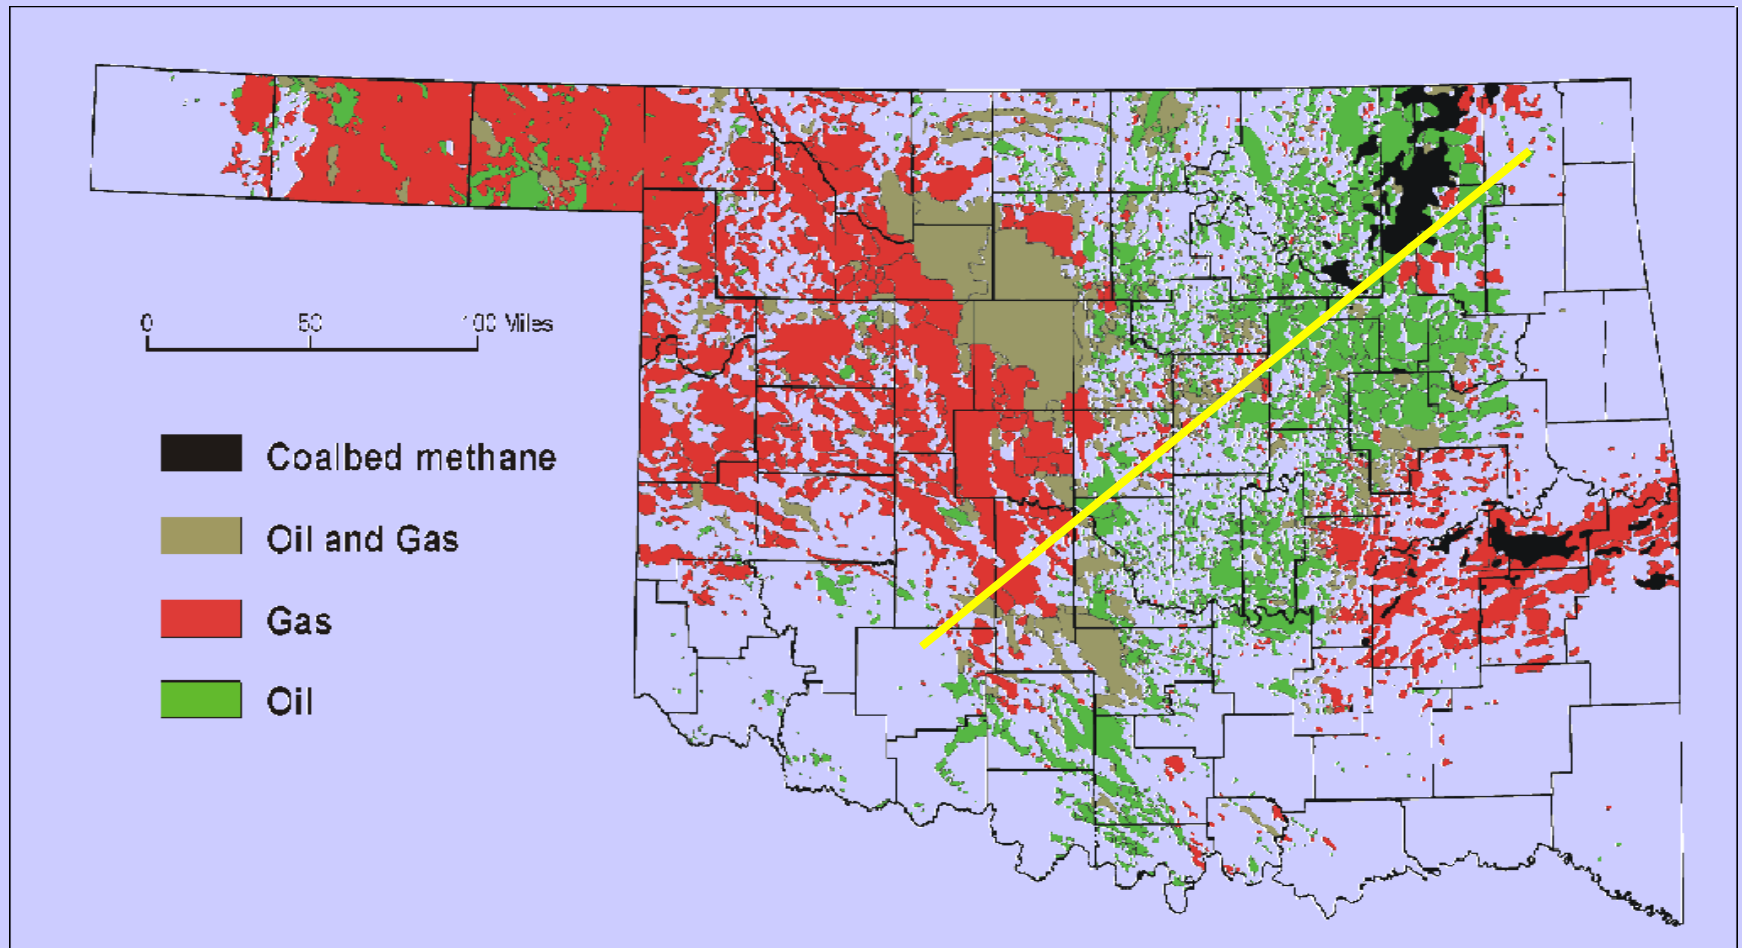 0 50 100 Miles
Coalbed methane
Oil and Gas
Gas
Oil